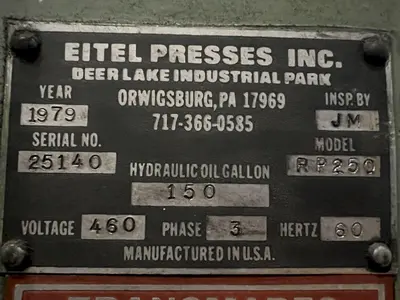 EITEL PRESSES INC.
DEER LAKE INDUSTRIAL PARK
YEAR ORWIGSBURG, PA 17969 INSP. BY
1979 717-366-0585 JM
SERIAL NO. MODEL
25140 HYDRAULIC OIL GALLON RP250
150
VOLTAGE 460 PHASE 3 HERTZ 60
MANUFACTURED IN U.S.A.